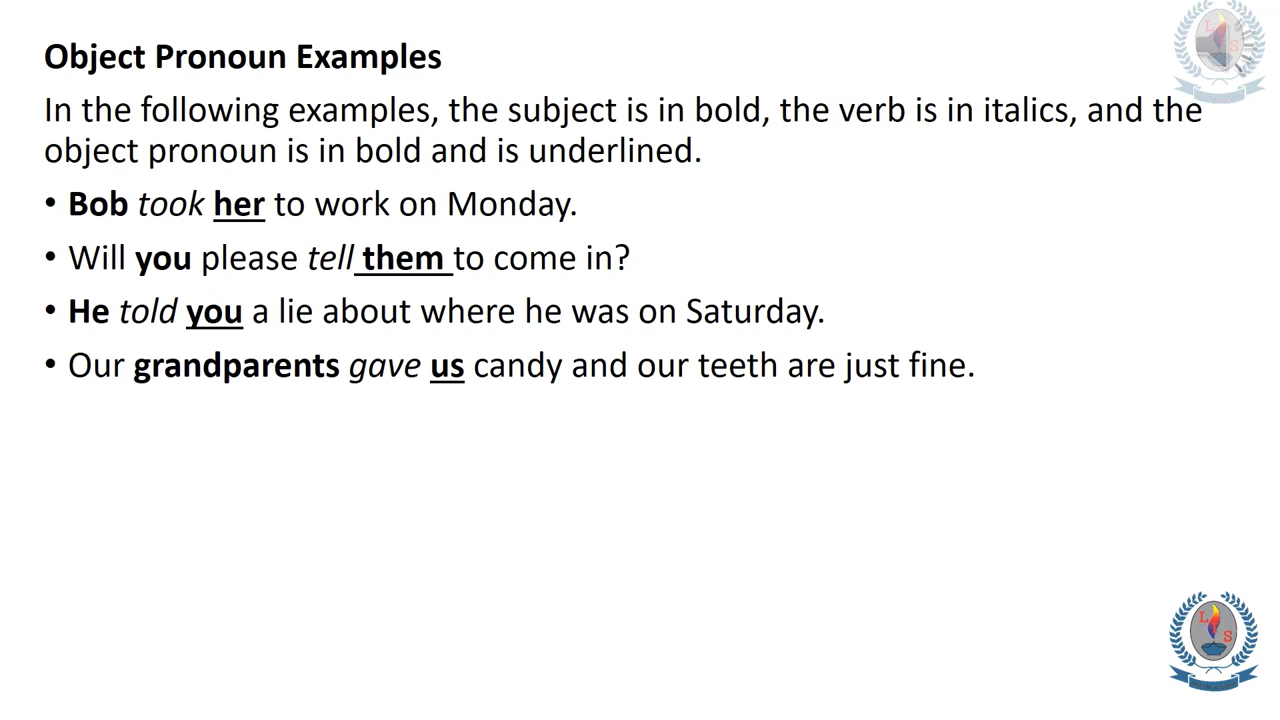 Object Pronoun Examples
In the following examples, the subject is in bold, the verb is in italics, and the
object pronoun is in bold and is underlined.
• Bob took her to work on Monday.
• Will you please tell them to come in?
• He told you a lie about where he was on Saturday.
• Our grandparents gave us candy and our teeth are just fine.
L
S
L
S